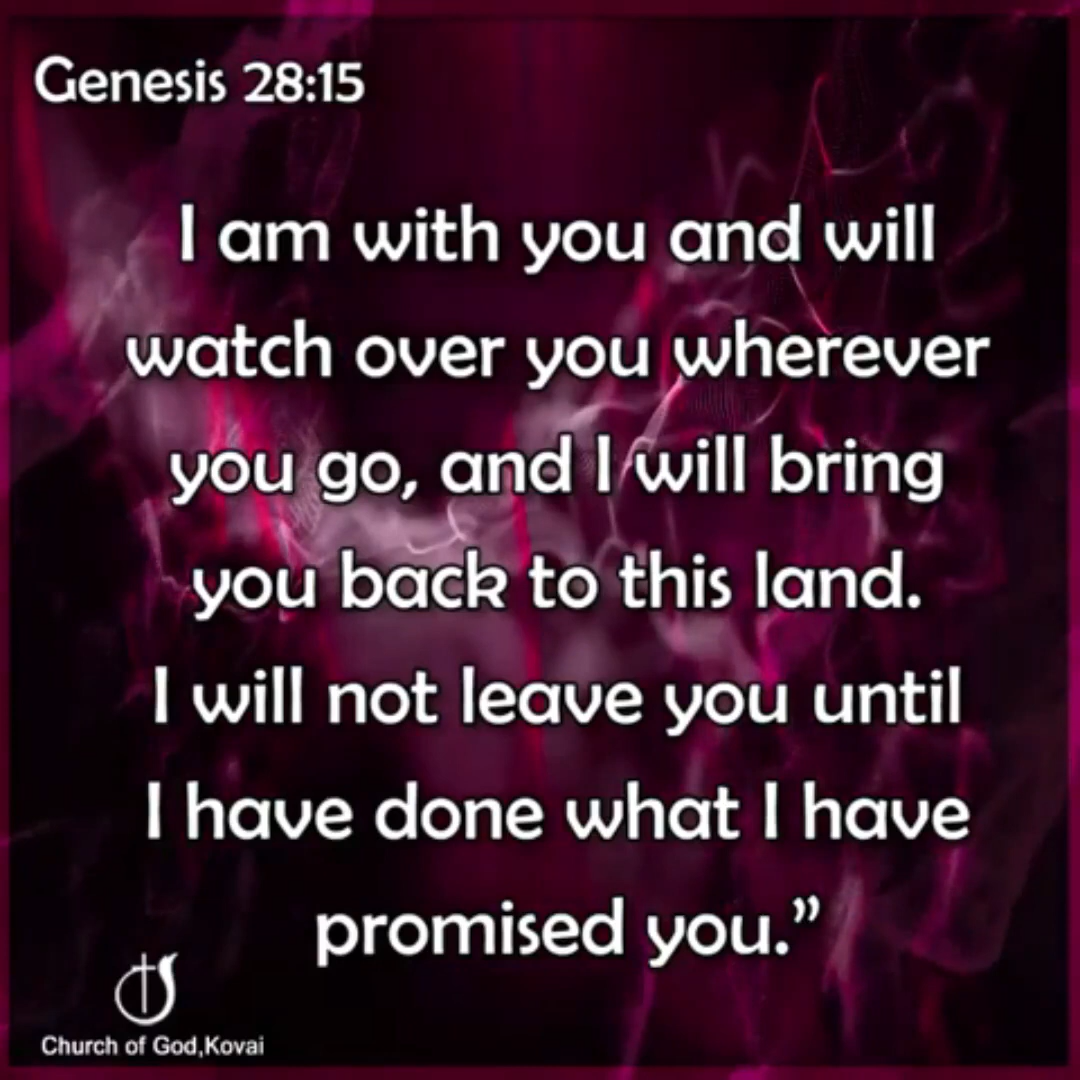 Genesis 28:15
I am with you and will
watch over you wherever
you go, and I will bring
you back to this land.
I will not leave you until
I have done what I have
promised you.”
Church of God,Kovai